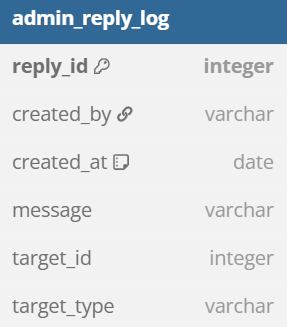 admin_reply_log
reply_id integer
created_by varchar
created_at date
message varchar
target_id integer
target_type varchar